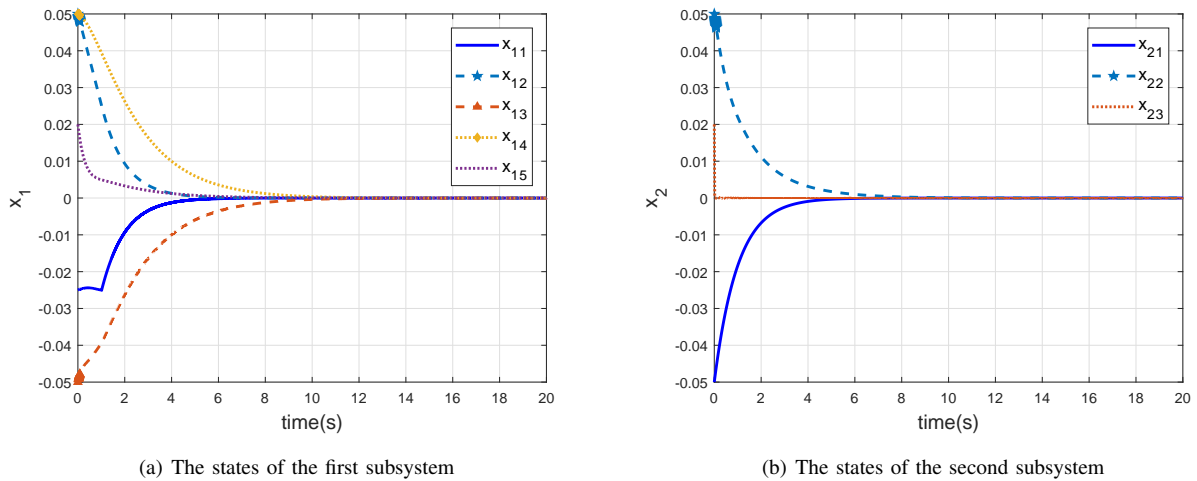 0.05
0.04
0.03
0.02
0.01
0
-0.01
-0.02
-0.03
-0.04
-0.05
x1
0 2 4 6 8 10 12 14 16 18 20
time(s)
x11
x12
x13
x14
x15
(a) The states of the first subsystem
0.05
0.04
0.03
0.02
0.01
0
-0.01
-0.02
-0.03
-0.04
-0.05
x2
0 2 4 6 8 10 12 14 16 18 20
time(s)
x21
x22
x23
(b) The states of the second subsystem